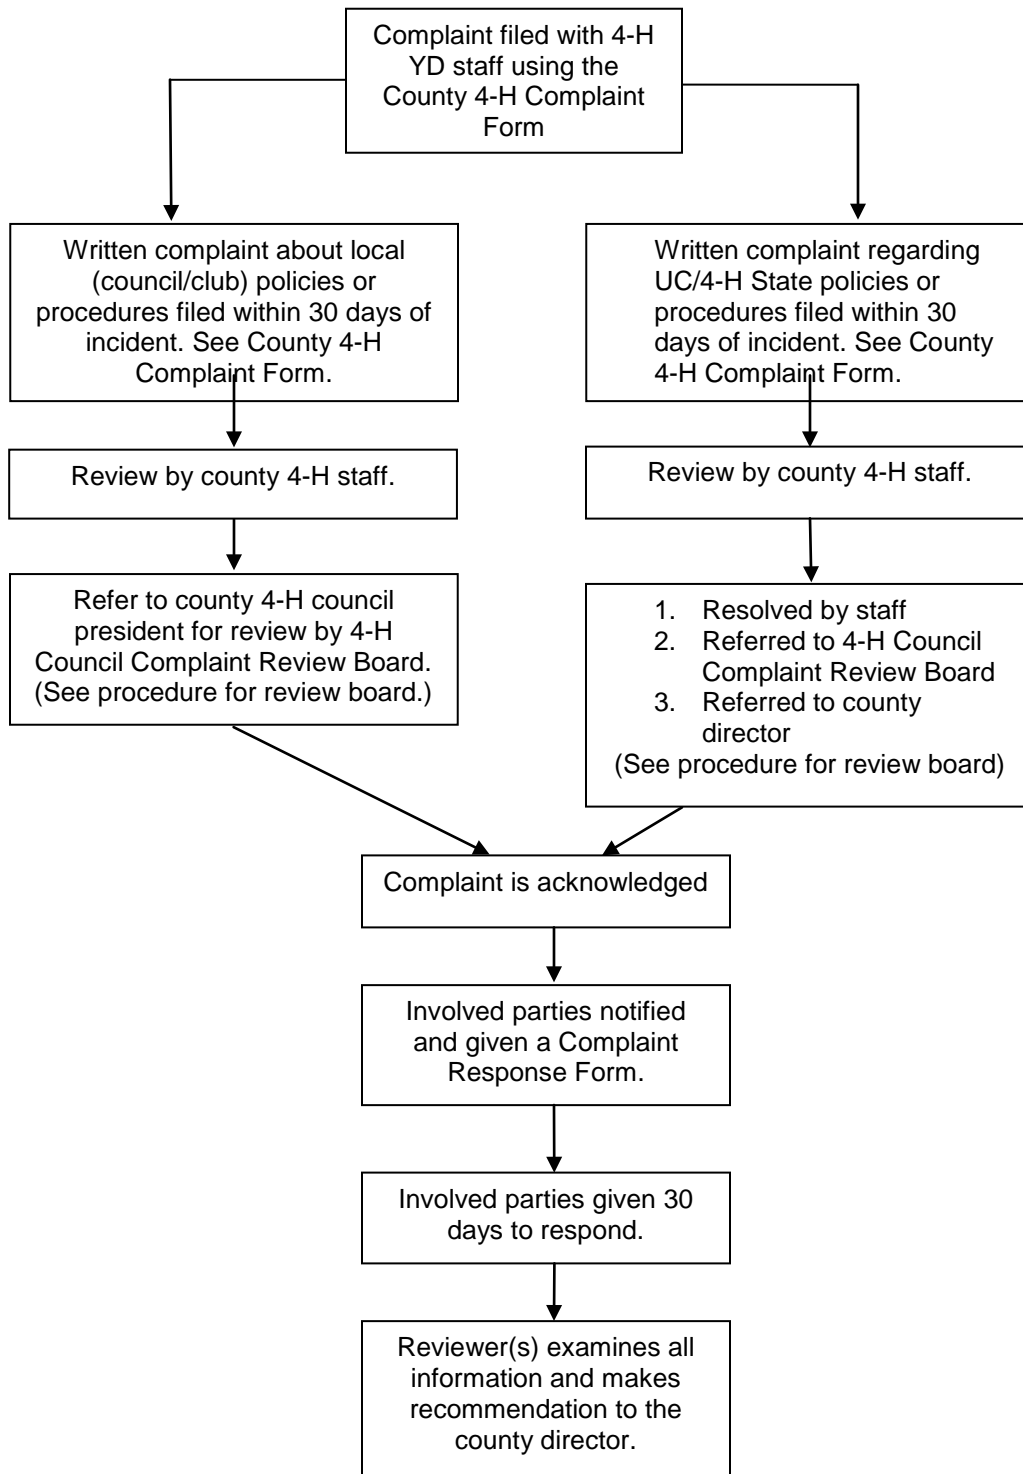 Complaint filed with 4-H
YD staff using the
County 4-H Complaint
Form
Written complaint about local
(council/club) policies or
procedures filed within 30 days of
incident. See County 4-H
Complaint Form.
Written complaint regarding
UC/4-H State policies or
procedures filed within 30
days of incident. See County
4-H Complaint Form.
Review by county 4-H staff.
Review by county 4-H staff.
Refer to county 4-H council
president for review by 4-H
Council Complaint Review Board.
(See procedure for review board.)
1. Resolved by staff
2. Referred to 4-H Council
Complaint Review Board
3. Referred to county
director
(See procedure for review board)
Complaint is acknowledged
Involved parties notified
and given a Complaint
Response Form.
Involved parties given 30
days to respond.
Reviewer(s) examines all
information and makes
recommendation to the
county director.